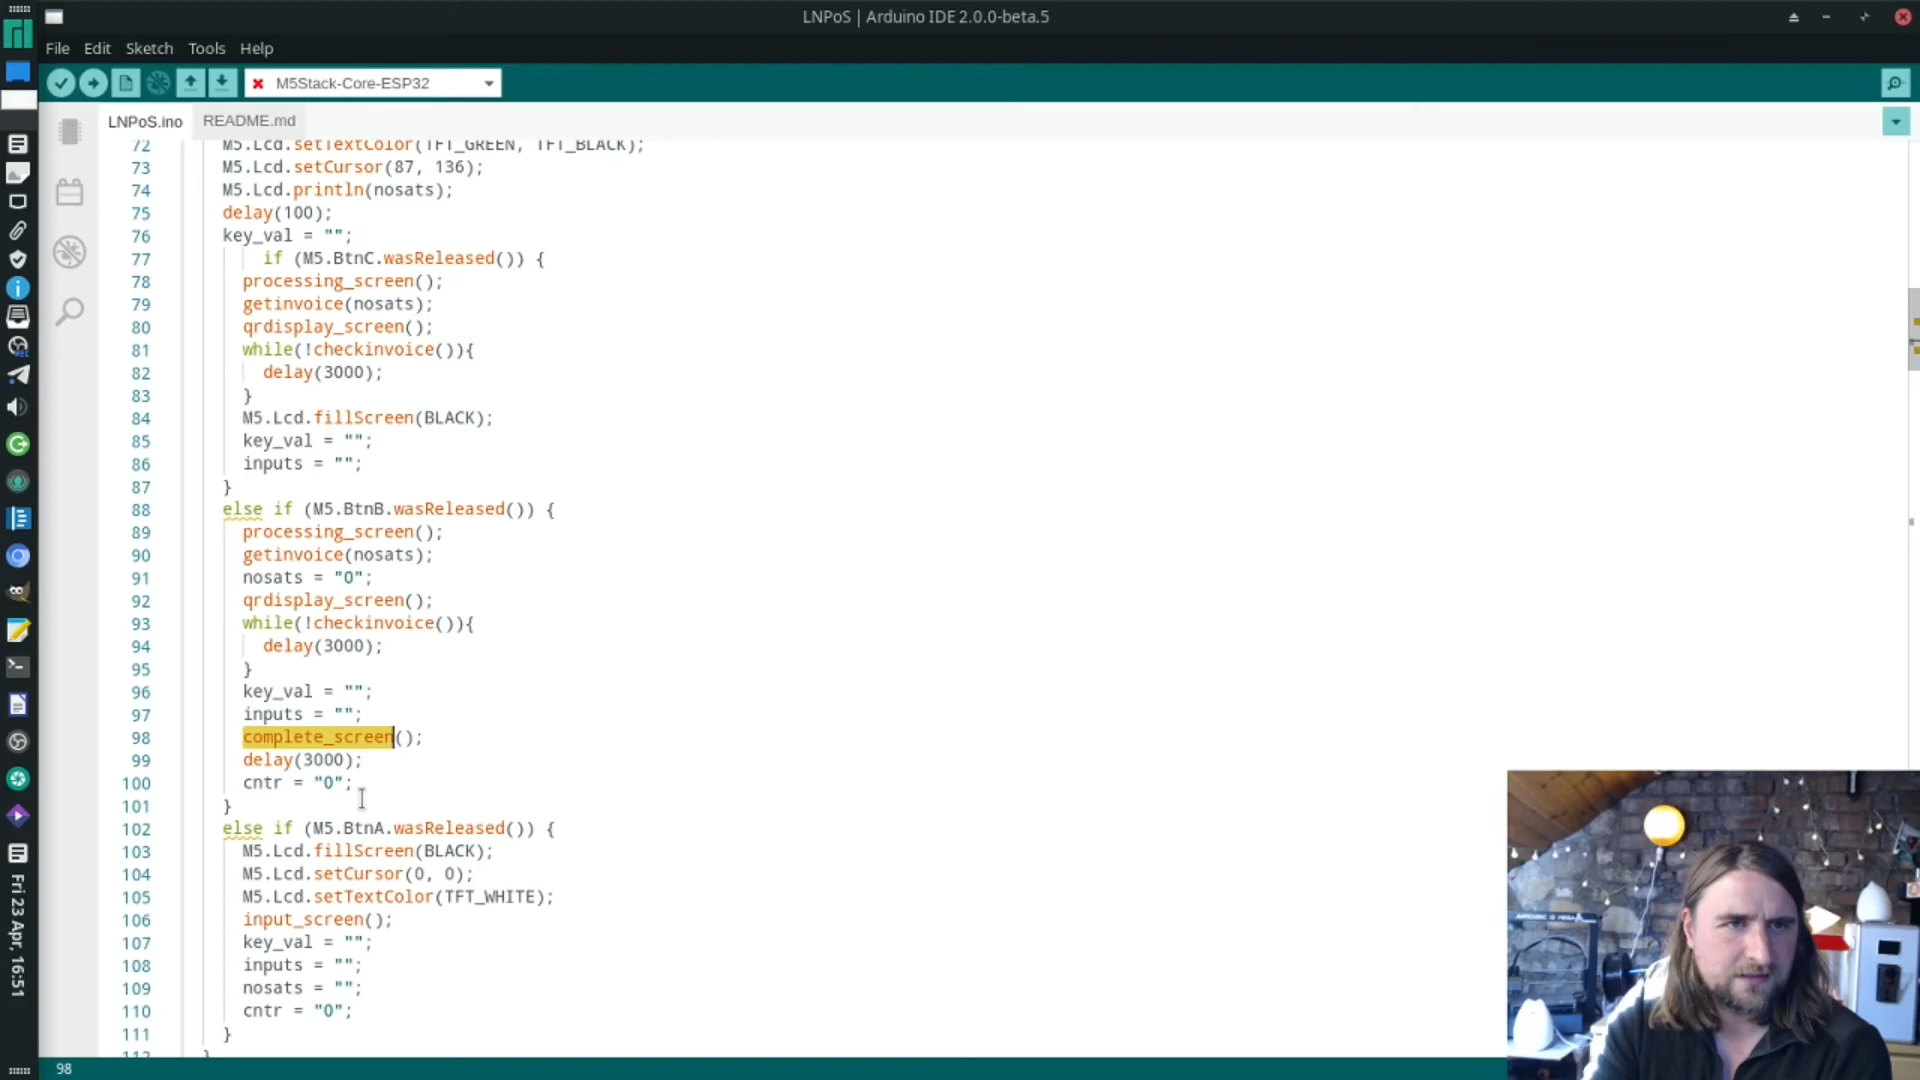 LNPoS | Arduino IDE 2.0.0-beta.5
File Edit Sketch Tools Help
M5Stack-Core-ESP32
LNPoS.ino README.md
72 M5.Lcd.setTextColor(TFT_GREEN, TFT_BLACK);
73 M5.Lcd.setCursor(87, 136);
74 M5.Lcd.println(nosats);
75 delay(100);
76 key_val = "";
77 if (M5.BtnC.wasReleased()) {
78 processing_screen();
79 getinvoice(nosats);
80 qrdisplay_screen();
81 while(!checkinvoice()){
82 delay(3000);
83 }
84 M5.Lcd.fillScreen(BLACK);
85 key_val = "";
86 inputs = "";
87 }
88 else if (M5.BtnB.wasReleased()) {
89 processing_screen();
90 getinvoice(nosats);
91 nosats = "0";
92 qrdisplay_screen();
93 while(!checkinvoice()){
94 delay(3000);
95 }
96 key_val = "";
97 inputs = "";
98 complete_screen();
99 delay(3000);
100 cntr = "0";
101 }
102 else if (M5.BtnA.wasReleased()) {
103 M5.Lcd.fillScreen(BLACK);
104 M5.Lcd.setCursor(0, 0);
105 M5.Lcd.setTextColor(TFT_WHITE);
106 input_screen();
107 key_val = "";
108 inputs = "";
109 nosats = "";
110 cntr = "0";
111 }
112 }
98
Fri 23 Apr, 16:51